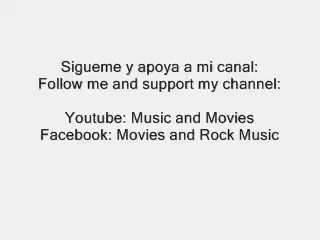 Sigueme y apoya a mi canal:
Follow me and support my channel:
Youtube: Music and Movies
Facebook: Movies and Rock Music